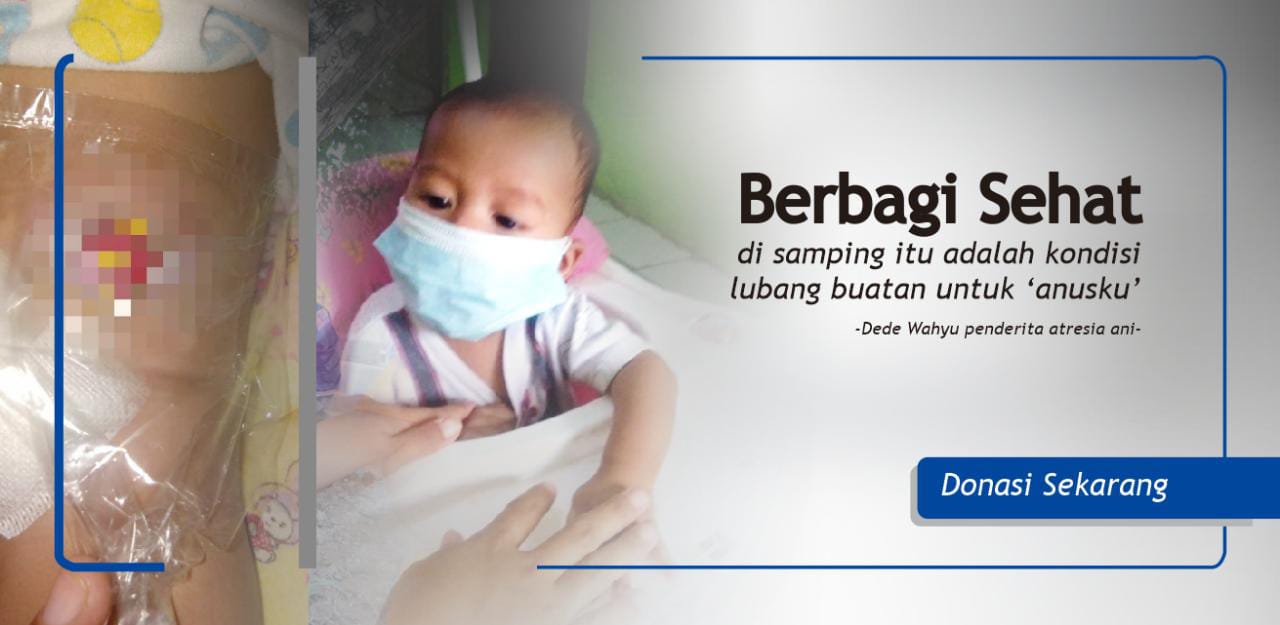 Berbagi Sehat
di samping itu adalah kondisi
lubang buatan untuk ‘anusku’
-Dede Wahyu penderita atresia ani-
Donasi Sekarang